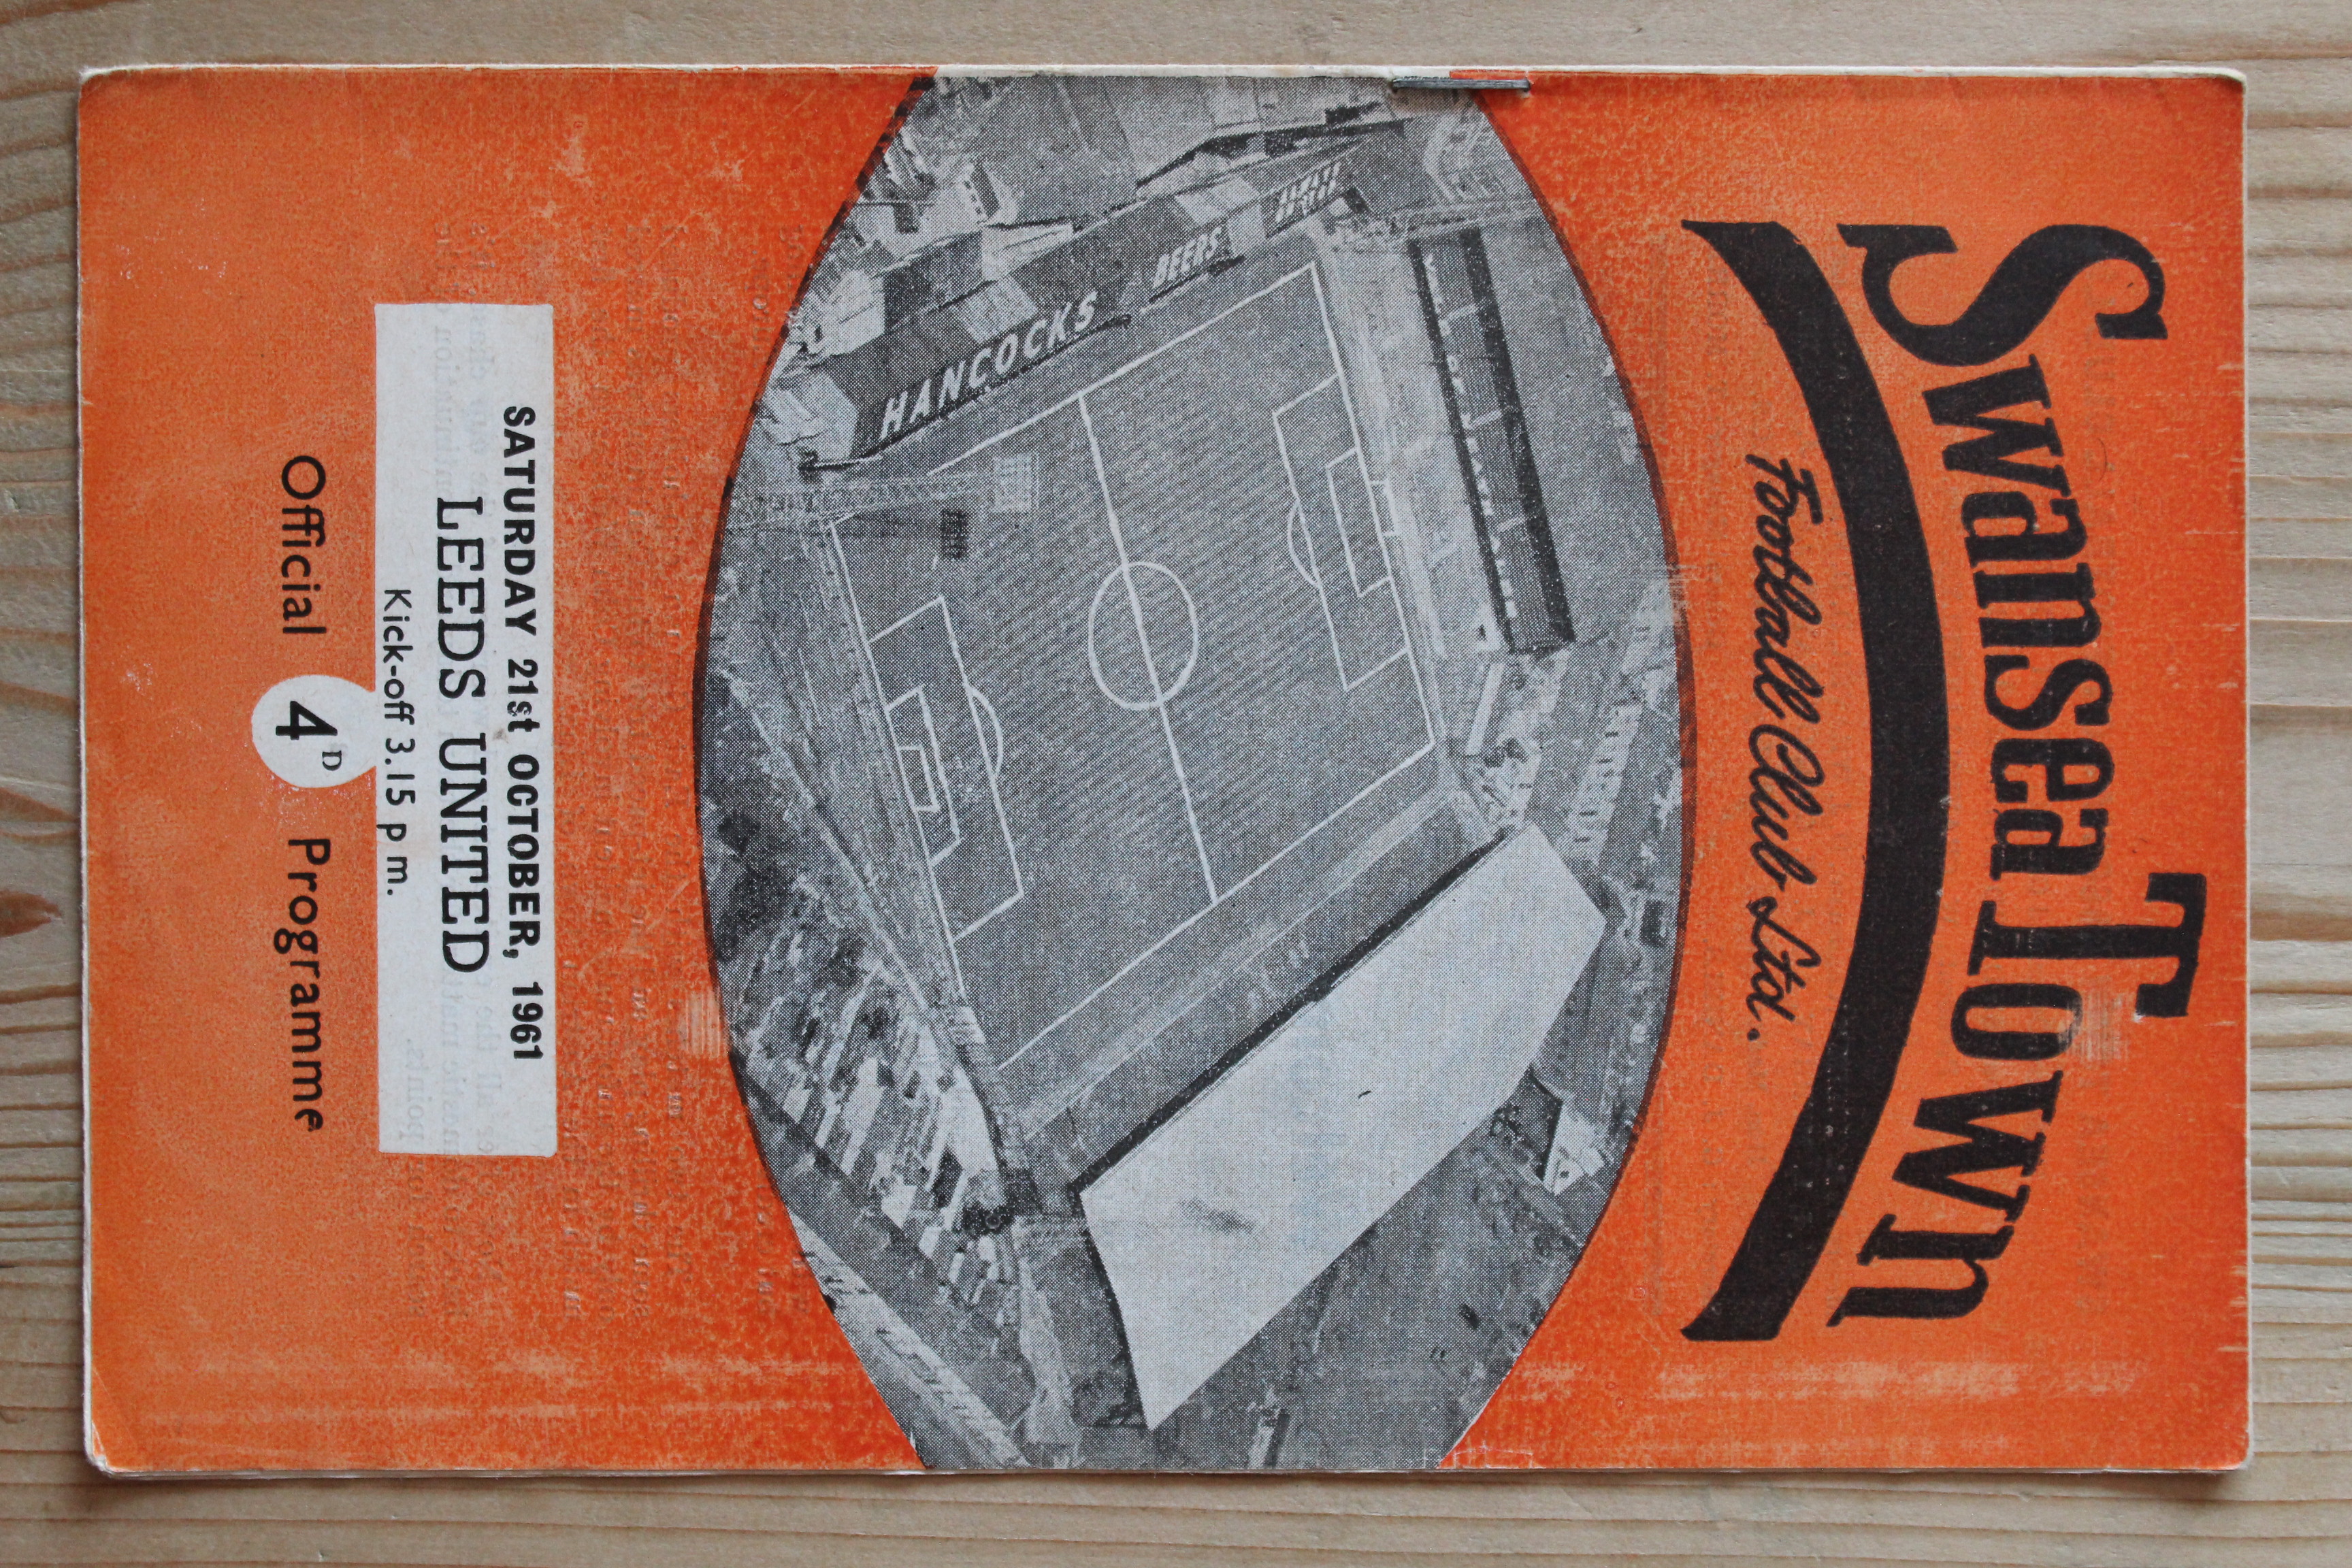 Swansea Town
Football Club Ltd.
HANCOCKS BEERS
SATURDAY 21st OCTOBER, 1961
LEEDS UNITED
Kick-off 3.15 p m.
Official 4D Programme